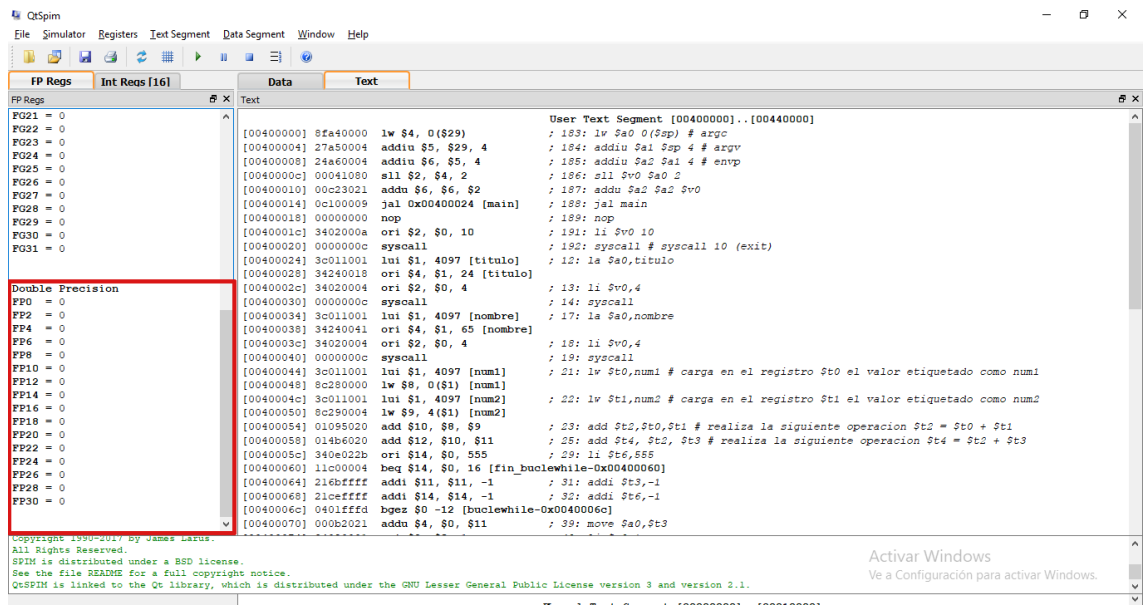 QtSpim
File Simulator Registers Text Segment Data Segment Window Help
FP Regs Int Regs [16] Data Text
FP Regs Text
FG21 = 0
FG22 = 0
FG23 = 0
FG24 = 0
FG25 = 0
FG26 = 0
FG27 = 0
FG28 = 0
FG29 = 0
FG30 = 0
FG31 = 0
Double Precision
FP0 = 0
FP2 = 0
FP4 = 0
FP6 = 0
FP8 = 0
FP10 = 0
FP12 = 0
FP14 = 0
FP16 = 0
FP18 = 0
FP20 = 0
FP22 = 0
FP24 = 0
FP26 = 0
FP28 = 0
FP30 = 0
User Text Segment [00400000]..[00440000]
[00400000] 8fa40000 lw $4, 0($29) ; 183: lw $a0 0($sp) # argc
[00400004] 27a50004 addiu $5, $29, 4 ; 184: addiu $a1 $sp 4 # argv
[00400008] 24a60004 addiu $6, $5, 4 ; 185: addiu $a2 $a1 4 # envp
[0040000c] 00041080 sll $2, $4, 2 ; 186: sll $v0 $a0 2
[00400010] 00c23021 addu $6, $6, $2 ; 187: addu $a2 $a2 $v0
[00400014] 0c100009 jal 0x00400024 [main] ; 188: jal main
[00400018] 00000000 nop ; 189: nop
[0040001c] 3402000a ori $2, $0, 10 ; 191: li $v0 10
[00400020] 0000000c syscall ; 192: syscall # syscall 10 (exit)
[00400024] 3c011001 lui $1, 4097 [titulo] ; 12: la $a0,titulo
[00400028] 34240018 ori $4, $1, 24 [titulo]
[0040002c] 34020004 ori $2, $0, 4 ; 13: li $v0,4
[00400030] 0000000c syscall ; 14: syscall
[00400034] 3c011001 lui $1, 4097 [nombre] ; 17: la $a0,nombre
[00400038] 34240041 ori $4, $1, 65 [nombre]
[0040003c] 34020004 ori $2, $0, 4 ; 18: li $v0,4
[00400040] 0000000c syscall ; 19: syscall
[00400044] 3c011001 lui $1, 4097 [num1] ; 21: lw $t0,num1 # carga en el registro $t0 el valor etiquetado como num1
[00400048] 8c280000 lw $8, 0($1) [num1]
[0040004c] 3c011001 lui $1, 4097 [num2] ; 22: lw $t1,num2 # carga en el registro $t1 el valor etiquetado como num2
[00400050] 8c290004 lw $9, 4($1) [num2]
[00400054] 01095020 add $10, $8, $9 ; 23: add $t2,$t0,$t1 # realiza la siguiente operacion $t2 = $t0 + $t1
[00400058] 014b6020 add $12, $10, $11 ; 25: add $t4, $t2, $t3 # realiza la siguiente operacion $t4 = $t2 + $t3
[0040005c] 340e022b ori $14, $0, 555 ; 29: li $t6,555
[00400060] 11c00004 beq $14, $0, 16 [fin_buclewhile-0x00400060]
[00400064] 216bffff addi $11, $11, -1 ; 31: addi $t3,-1
[00400068] 21ceffff addi $14, $14, -1 ; 32: addi $t6,-1
[0040006c] 0401fffd bgez $0 -12 [buclewhile-0x0040006c]
[00400070] 000b2021 addu $4, $0, $11 ; 39: move $a0,$t3
Copyright 1990-2017 by James Larus.
All Rights Reserved.
SPIM is distributed under a BSD license.
See the file README for a full copyright notice.
QtSPIM is linked to the Qt library, which is distributed under the GNU Lesser General Public License version 3 and version 2.1.
Activar Windows
Ve a Configuración para activar Windows.